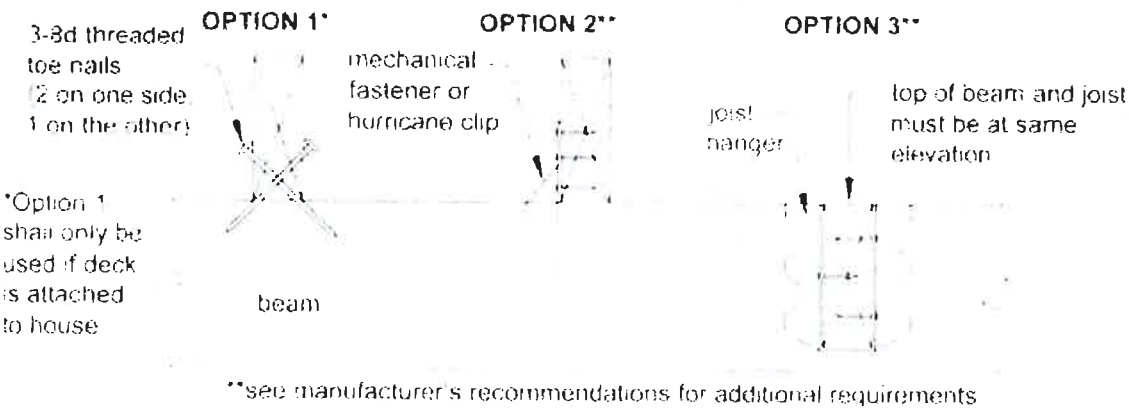 OPTION 1*
OPTION 2**
OPTION 3**
3-8d threaded
toe nails
(2 on one side,
1 on the other)
mechanical
fastener or
hurricane clip
joist
hanger
top of beam and joist
must be at same
elevation
*Option 1
shall only be
used if deck
is attached
to house
beam
**see manufacturer's recommendations for additional requirements